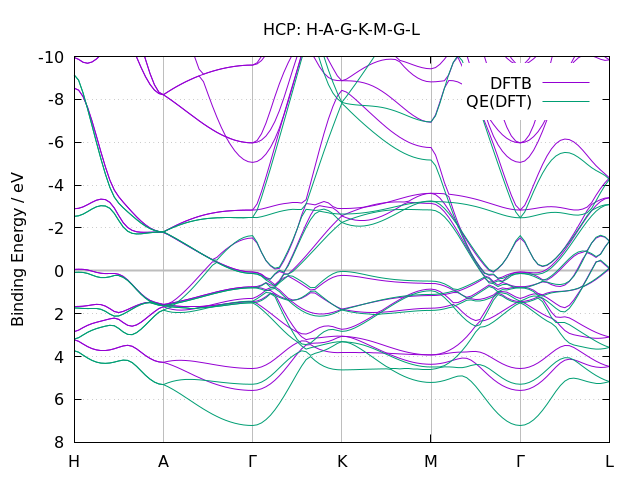 HCP: H-A-G-K-M-G-L
DFTB
QE(DFT)
Binding Energy / eV
-10
-8
-6
-4
-2
0
2
4
6
8
H A Γ K M Γ L